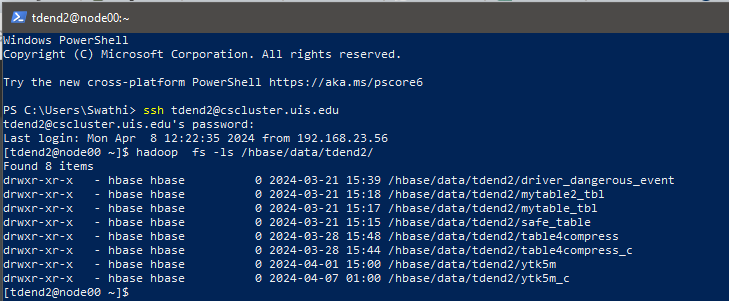 tdend2@node00:~
Windows PowerShell
Copyright (C) Microsoft Corporation. All rights reserved.
Try the new cross-platform PowerShell https://aka.ms/pscore6
PS C:\Users\Swathi> ssh tdend2@cscluster.uis.edu
tdend2@cscluster.uis.edu's password:
Last login: Mon Apr  8 12:22:35 2024 from 192.168.23.56
[tdend2@node00 ~]$ hadoop  fs -ls /hbase/data/tdend2/
Found 8 items
drwxr-xr-x   - hbase hbase          0 2024-03-21 15:39 /hbase/data/tdend2/driver_dangerous_event
drwxr-xr-x   - hbase hbase          0 2024-03-21 15:18 /hbase/data/tdend2/mytable2_tbl
drwxr-xr-x   - hbase hbase          0 2024-03-21 15:17 /hbase/data/tdend2/mytable_tbl
drwxr-xr-x   - hbase hbase          0 2024-03-21 15:15 /hbase/data/tdend2/safe_table
drwxr-xr-x   - hbase hbase          0 2024-03-28 15:48 /hbase/data/tdend2/table4compress
drwxr-xr-x   - hbase hbase          0 2024-03-28 15:44 /hbase/data/tdend2/table4compress_c
drwxr-xr-x   - hbase hbase          0 2024-04-01 15:00 /hbase/data/tdend2/ytk5m
drwxr-xr-x   - hbase hbase          0 2024-04-07 01:00 /hbase/data/tdend2/ytk5m_c
[tdend2@node00 ~]$